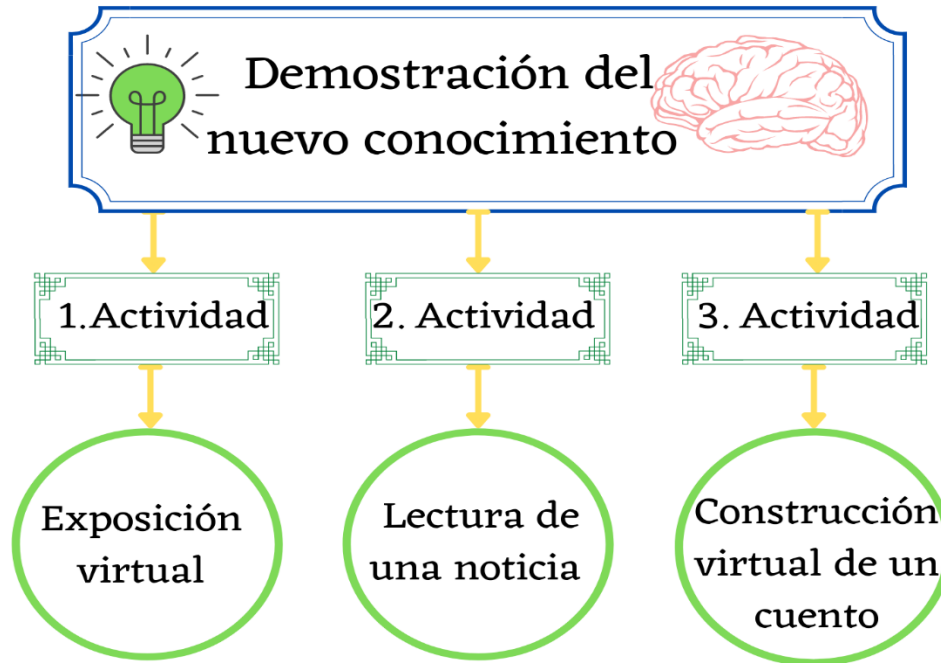 Demostración del
nuevo conocimiento
1.Actividad
2. Actividad
3. Actividad
Exposición
virtual
Lectura de
una noticia
Construcción
virtual de un
cuento